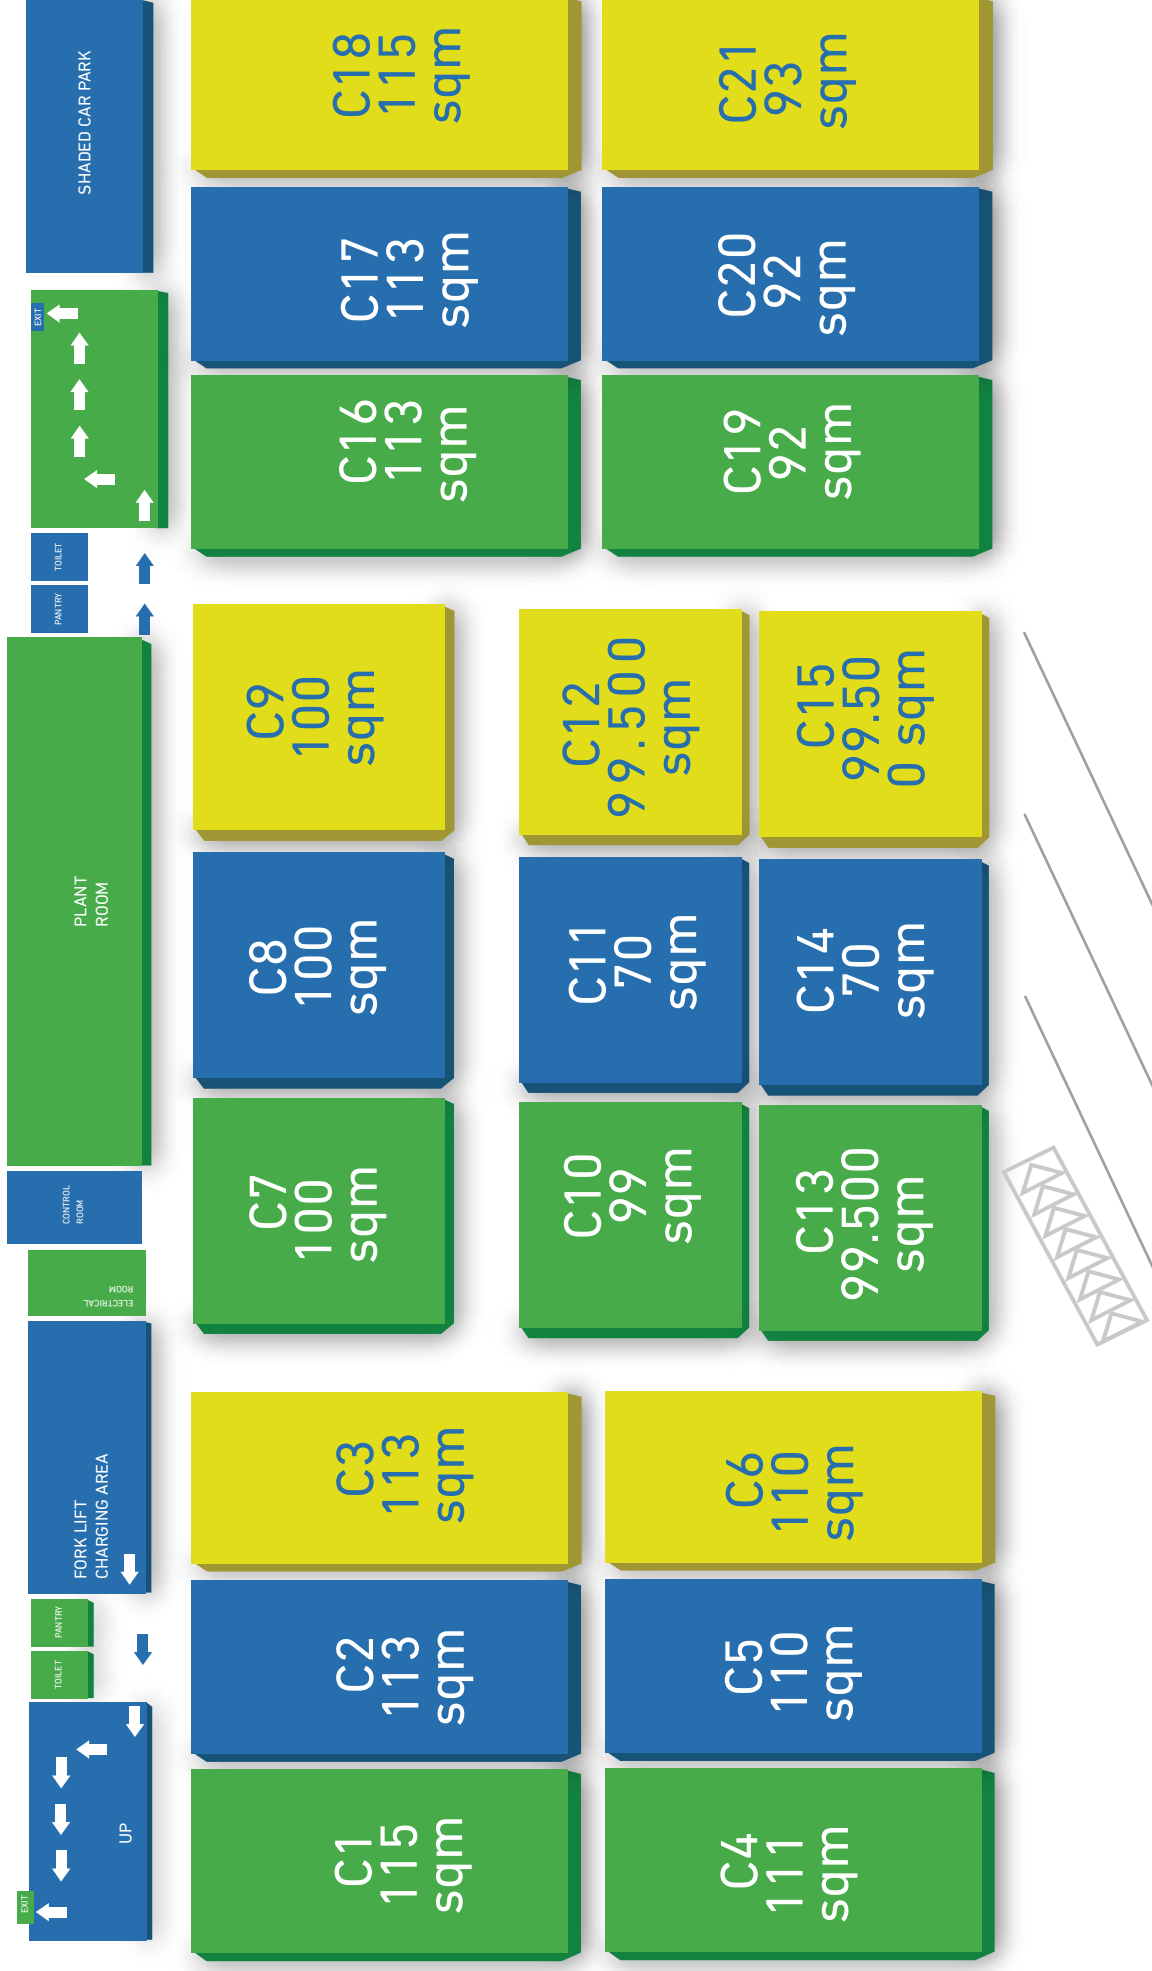 SHADED CAR PARK
C18
115
sqm
C21
93
sqm
C17
113
sqm
C20
92
sqm
EXIT
C16
113
sqm
C19
92
sqm
TOILET
PANTRY
PLANT
ROOM
C9
100
sqm
C12
99.500
sqm
C15
99.50
0 sqm
C8
100
sqm
C11
70
sqm
C14
70
sqm
C7
100
sqm
C10
99
sqm
C13
99.500
sqm
CONTROL
ROOM
ELECTRICAL
ROOM
FORK LIFT
CHARGING AREA
C3
113
sqm
C6
110
sqm
PANTRY
TOILET
C2
113
sqm
C5
110
sqm
UP
EXIT
C1
115
sqm
C4
111
sqm